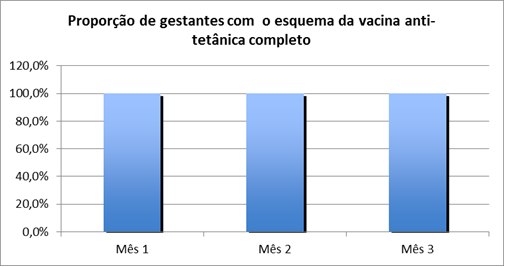 Proporção de gestantes com  o esquema da vacina anti-
tetânica completo
120,0%
100,0%
80,0%
60,0%
40,0%
20,0%
0,0%
Mês 1
Mês 2
Mês 3